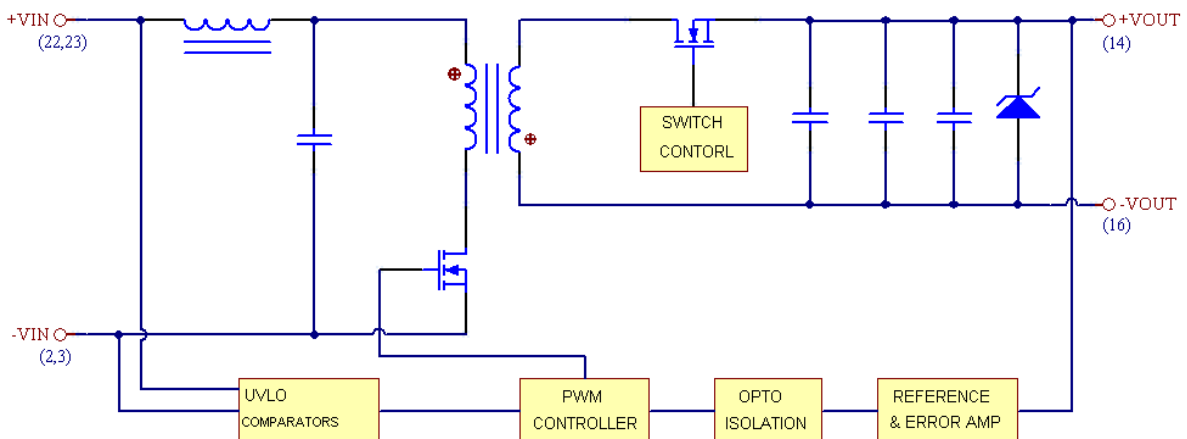 +VIN
(22,23)
+VOUT
(14)
SWITCH
CONTORL
-VOUT
(16)
-VIN
(2,3)
UVLO
COMPARATORS
PWM
CONTROLLER
OPTO
ISOLATION
REFERENCE
& ERROR AMP